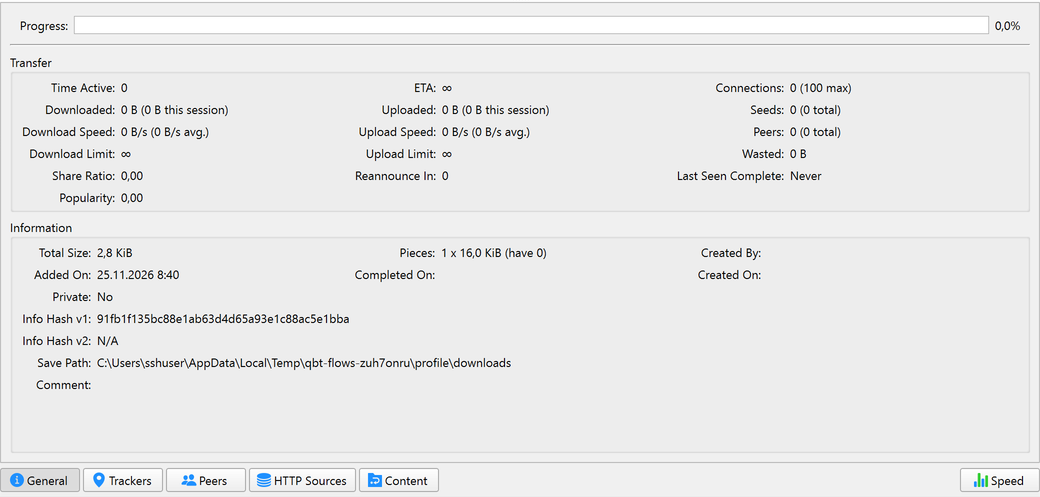 Progress: 0,0%
Transfer
Time Active: 0 ETA: ∞ Connections: 0 (100 max)
Downloaded: 0 B (0 B this session) Uploaded: 0 B (0 B this session) Seeds: 0 (0 total)
Download Speed: 0 B/s (0 B/s avg.) Upload Speed: 0 B/s (0 B/s avg.) Peers: 0 (0 total)
Download Limit: ∞ Upload Limit: ∞ Wasted: 0 B
Share Ratio: 0,00 Reannounce In: 0 Last Seen Complete: Never
Popularity: 0,00
Information
Total Size: 2,8 KiB Pieces: 1 x 16,0 KiB (have 0) Created By:
Added On: 25.11.2026 8:40 Completed On: Created On:
Private: No
Info Hash v1: 91fb1f135bc88e1ab63d4d65a93e1c88ac5e1bba
Info Hash v2: N/A
Save Path: C:\Users\sshuser\AppData\Local\Temp\qbt-flows-zuh7onru\profile\downloads
Comment:
General Trackers Peers HTTP Sources Content Speed